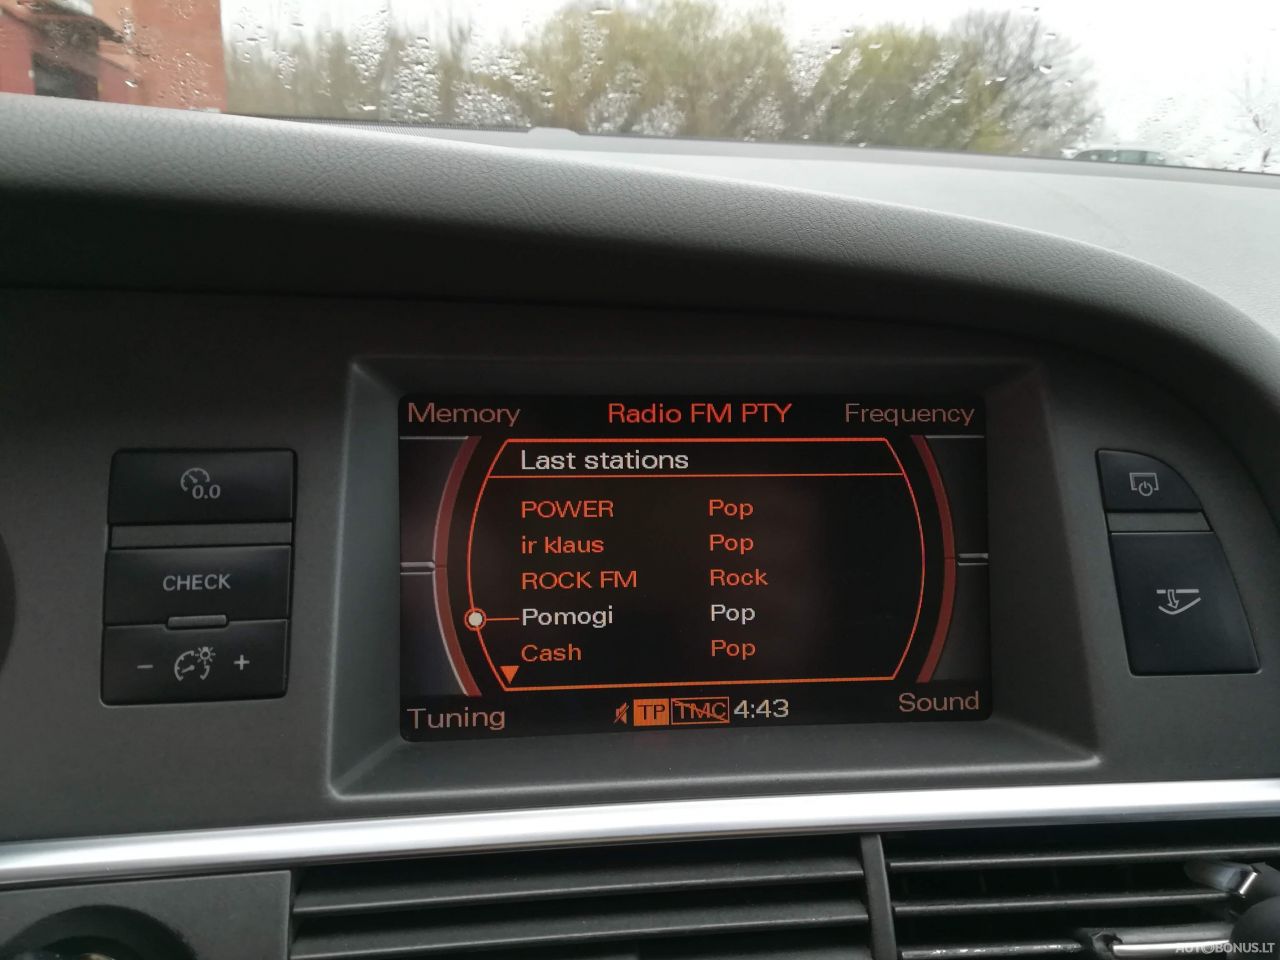 Memory Radio FM PTY Frequency
Last stations
POWER Pop
ir klaus Pop
ROCK FM Rock
Pomogi Pop
Cash Pop
Tuning TP TMC 4:43 Sound
0.0
CHECK
- +
AUTOBONUS.LT